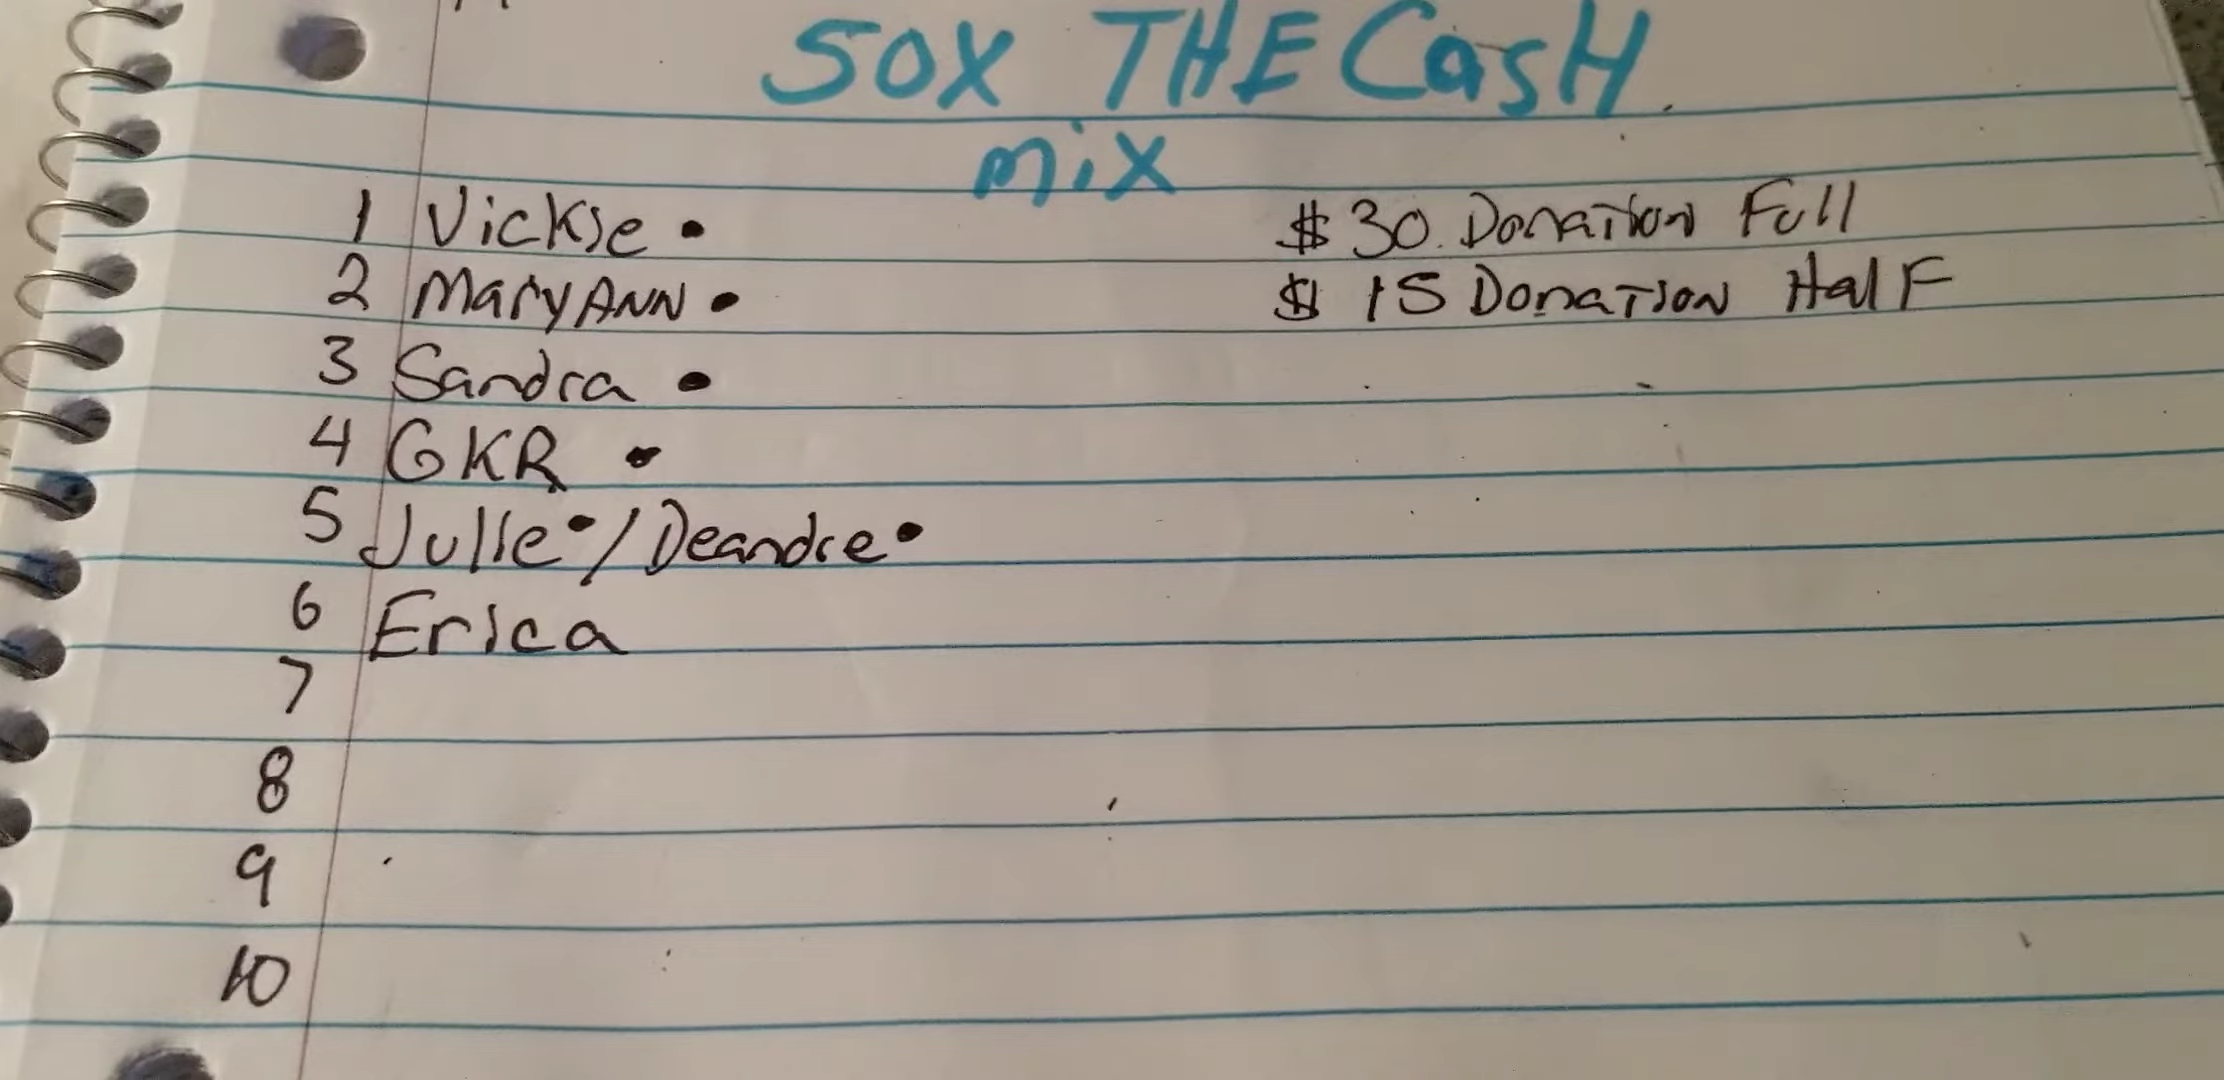 50X THE CasH
mix
1 Vickie •
$30 Donation Full
2 MaryANN •
$15 Donation Half
3 Sandra •
4 GKR •
5 Julie • / Deandre •
6 Erica
7
8
9
10